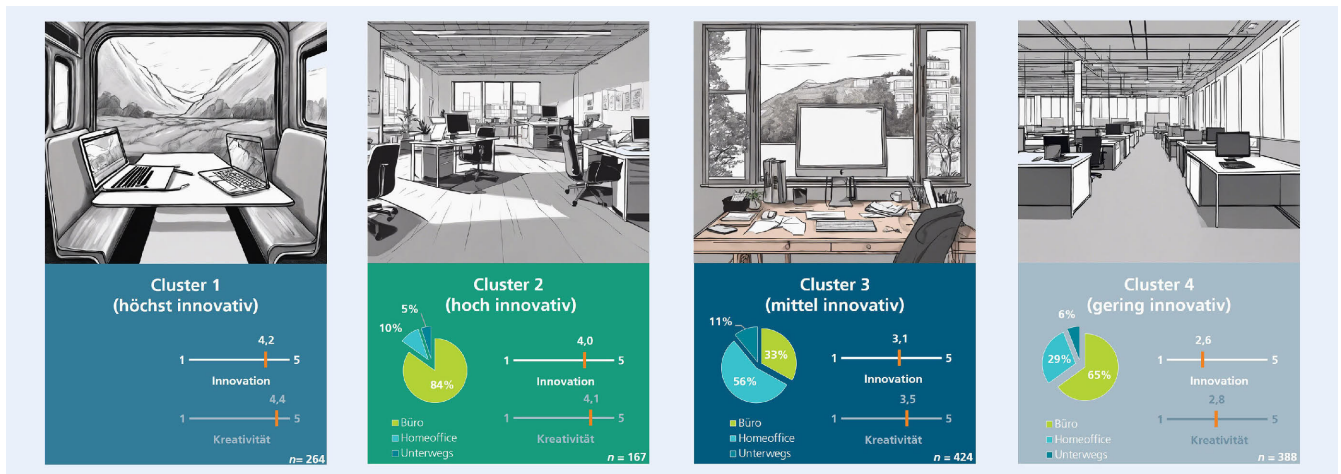 Cluster 1
(höchst innovativ)
4,2
1
5
Innovation
4,4
1
5
Kreativität
n= 264
Cluster 2
(hoch innovativ)
5%
10%
84%
Büro
Homeoffice
Unterwegs
4,0
1
5
Innovation
4,1
1
5
Kreativität
n = 167
Cluster 3
(mittel innovativ)
11%
33%
56%
Büro
Homeoffice
Unterwegs
3,1
1
5
Innovation
3,5
1
5
Kreativität
n = 424
Cluster 4
(gering innovativ)
6%
29%
65%
Büro
Homeoffice
Unterwegs
2,6
1
5
Innovation
2,8
1
5
Kreativität
n = 388